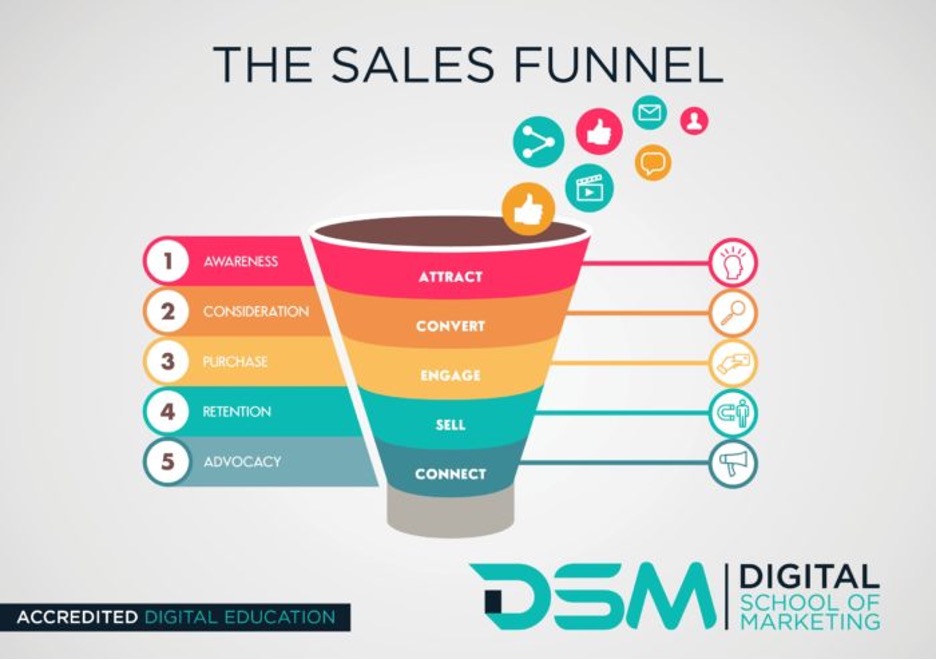 THE SALES FUNNEL
1 AWARENESS
ATTRACT
2 CONSIDERATION
CONVERT
3 PURCHASE
ENGAGE
4 RETENTION
SELL
5 ADVOCACY
CONNECT
ACCREDITED DIGITAL EDUCATION
DSM
DIGITAL
SCHOOL OF
MARKETING